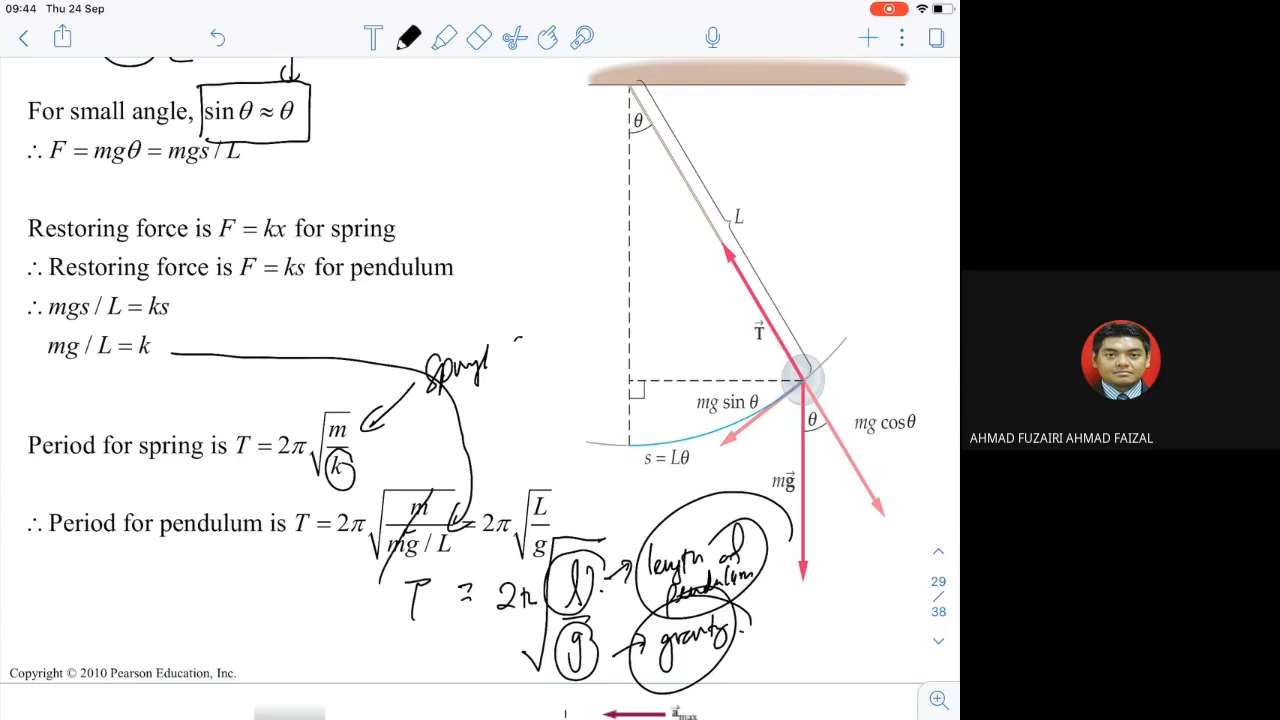 09:44 Thu 24 Sep
For small angle, sin θ ≈ θ
∴ F = mgθ = mgs / L
Restoring force is F = kx for spring
∴ Restoring force is F = ks for pendulum
∴ mgs / L = ks
mg / L = k
Period for spring is T = 2π √(m/k)
∴ Period for pendulum is T = 2π √(m/(mg / L)) = 2π √(L/g)
T = 2π √(l/g)
length of
pendulum
gravity
Copyright © 2010 Pearson Education, Inc.
θ
L
T⃗
mg sin θ
θ
mg cos θ
s = Lθ
mg⃗
29
/
38
a⃗max
AHMAD FUZAIRI AHMAD FAIZAL